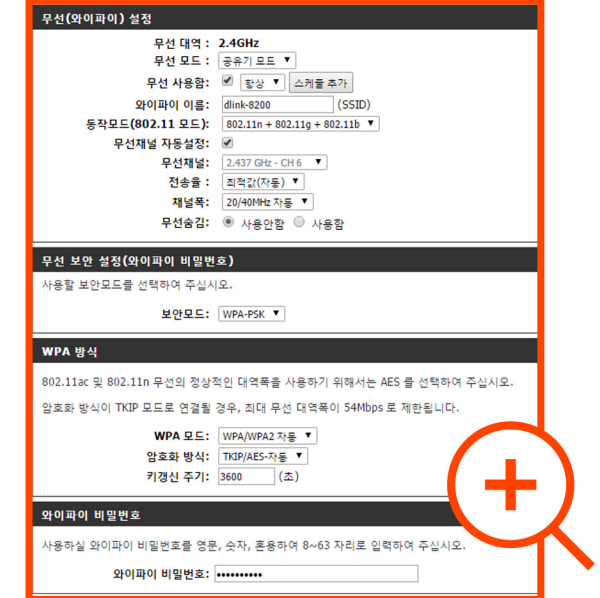 무선(와이파이) 설정
무선 대역 : 2.4GHz
무선 모드 : 공유기 모드 ▼
무선 사용함: 항상 ▼ 스케줄 추가
와이파이 이름: dlink-8200 (SSID)
동작모드(802.11 모드): 802.11n + 802.11g + 802.11b ▼
무선채널 자동설정:
무선채널: 2.437 GHz - CH 6 ▼
전송율 : 최적값(자동) ▼
채널폭: 20/40MHz 자동 ▼
무선숨김: 사용안함 사용함
무선 보안 설정(와이파이 비밀번호)
사용할 보안모드를 선택하여 주십시오.
보안모드: WPA-PSK ▼
WPA 방식
802.11ac 및 802.11n 무선의 정상적인 대역폭을 사용하기 위해서는 AES 를 선택하여 주십시오.
암호화 방식이 TKIP 모드로 연결될 경우, 최대 무선 대역폭이 54Mbps 로 제한됩니다.
WPA 모드: WPA/WPA2 자동 ▼
암호화 방식: TKIP/AES-자동 ▼
키갱신 주기: 3600 (초)
와이파이 비밀번호
사용하실 와이파이 비밀번호를 영문, 숫자, 혼용하여 8~63 자리로 입력하여 주십시오.
와이파이 비밀번호: ••••••••••